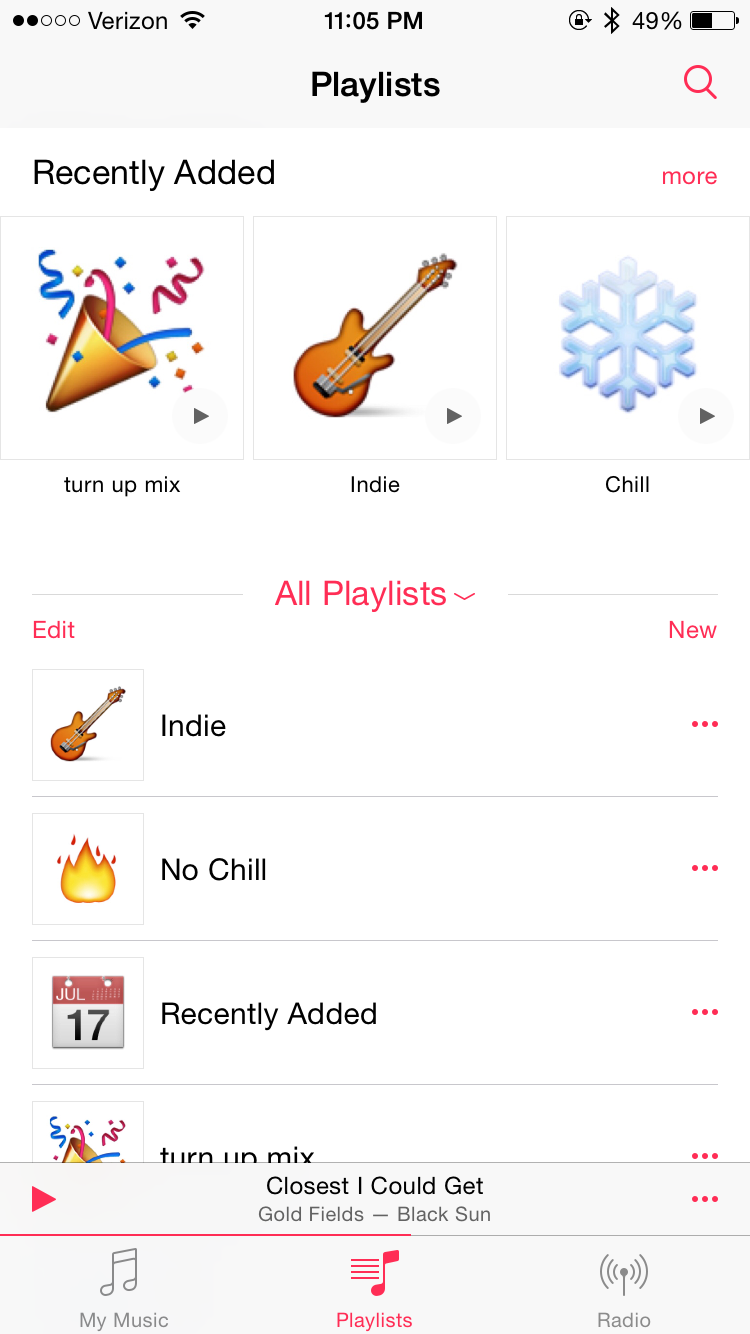 Verizon 11:05 PM 49%
Playlists
Recently Added more
turn up mix Indie Chill
All Playlists
Edit New
Indie
No Chill
JUL
17
Recently Added
turn up mix
Closest I Could Get
Gold Fields — Black Sun
My Music Playlists Radio